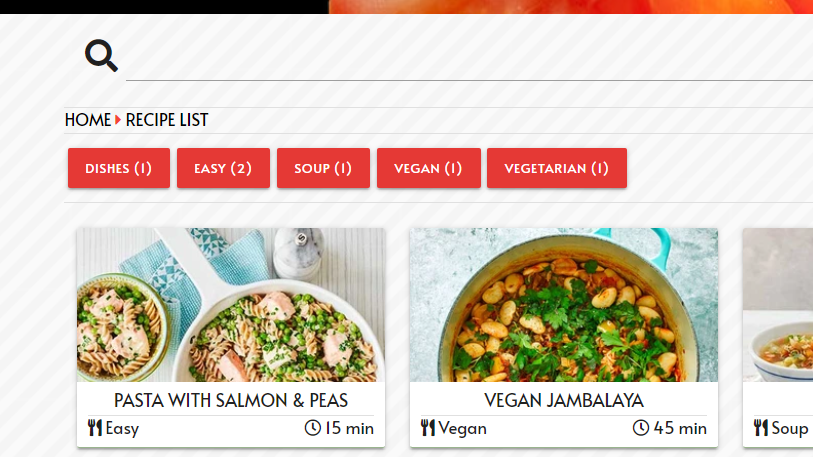 HOME RECIPE LIST
DISHES (1) EASY (2) SOUP (1) VEGAN (1) VEGETARIAN (1)
PASTA WITH SALMON & PEAS
Easy 15 min
VEGAN JAMBALAYA
Vegan 45 min
Soup